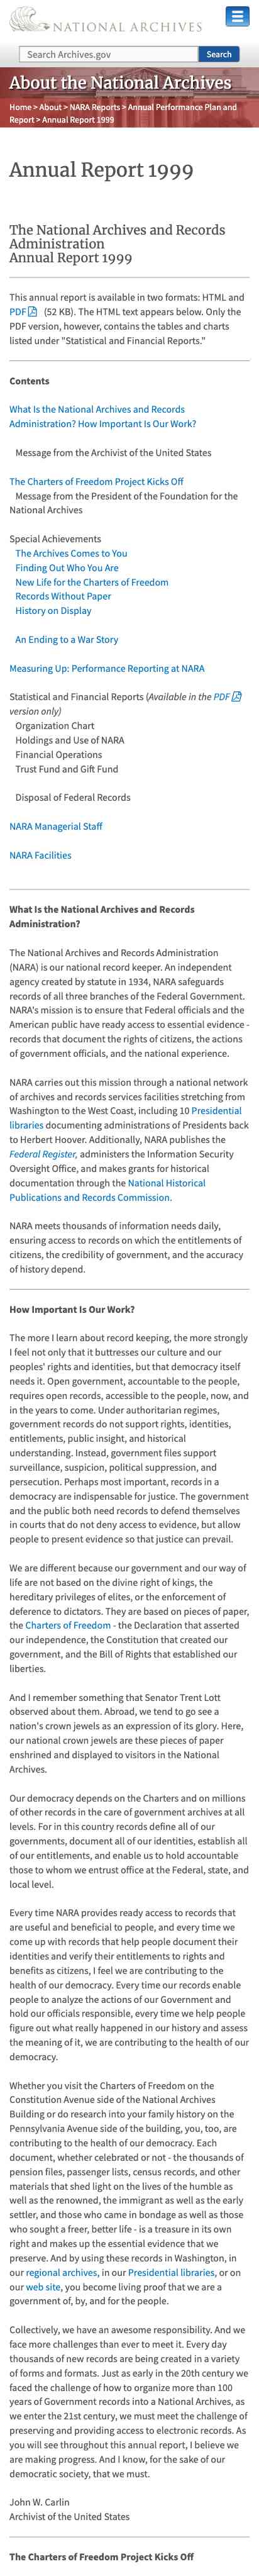 NATIONAL ARCHIVES
Search Archives.gov
Search
About the National Archives
Home > About > NARA Reports > Annual Performance Plan and
Report > Annual Report 1999
Annual Report 1999
The National Archives and Records
Administration
Annual Report 1999
This annual report is available in two formats: HTML and
PDF (52 KB). The HTML text appears below. Only the
PDF version, however, contains the tables and charts
listed under "Statistical and Financial Reports."
Contents
What Is the National Archives and Records
Administration? How Important Is Our Work?
Message from the Archivist of the United States
The Charters of Freedom Project Kicks Off
Message from the President of the Foundation for the
National Archives
Special Achievements
The Archives Comes to You
Finding Out Who You Are
New Life for the Charters of Freedom
Records Without Paper
History on Display
An Ending to a War Story
Measuring Up: Performance Reporting at NARA
Statistical and Financial Reports (Available in the PDF
version only)
Organization Chart
Holdings and Use of NARA
Financial Operations
Trust Fund and Gift Fund
Disposal of Federal Records
NARA Managerial Staff
NARA Facilities
What Is the National Archives and Records
Administration?
The National Archives and Records Administration
(NARA) is our national record keeper. An independent
agency created by statute in 1934, NARA safeguards
records of all three branches of the Federal Government.
NARA's mission is to ensure that Federal officials and the
American public have ready access to essential evidence -
records that document the rights of citizens, the actions
of government officials, and the national experience.
NARA carries out this mission through a national network
of archives and records services facilities stretching from
Washington to the West Coast, including 10 Presidential
libraries documenting administrations of Presidents back
to Herbert Hoover. Additionally, NARA publishes the
Federal Register, administers the Information Security
Oversight Office, and makes grants for historical
documentation through the National Historical
Publications and Records Commission.
NARA meets thousands of information needs daily,
ensuring access to records on which the entitlements of
citizens, the credibility of government, and the accuracy
of history depend.
How Important Is Our Work?
The more I learn about record keeping, the more strongly
I feel not only that it buttresses our culture and our
peoples' rights and identities, but that democracy itself
needs it. Open government, accountable to the people,
requires open records, accessible to the people, now, and
in the years to come. Under authoritarian regimes,
government records do not support rights, identities,
entitlements, public insight, and historical
understanding. Instead, government files support
surveillance, suspicion, political suppression, and
persecution. Perhaps most important, records in a
democracy are indispensable for justice. The government
and the public both need records to defend themselves
in courts that do not deny access to evidence, but allow
people to present evidence so that justice can prevail.
We are different because our government and our way of
life are not based on the divine right of kings, the
hereditary privileges of elites, or the enforcement of
deference to dictators. They are based on pieces of paper,
the Charters of Freedom - the Declaration that asserted
our independence, the Constitution that created our
government, and the Bill of Rights that established our
liberties.
And I remember something that Senator Trent Lott
observed about them. Abroad, we tend to go see a
nation's crown jewels as an expression of its glory. Here,
our national crown jewels are these pieces of paper
enshrined and displayed to visitors in the National
Archives.
Our democracy depends on the Charters and on millions
of other records in the care of government archives at all
levels. For in this country records define all of our
governments, document all of our identities, establish all
of our entitlements, and enable us to hold accountable
those to whom we entrust office at the Federal, state, and
local level.
Every time NARA provides ready access to records that
are useful and beneficial to people, and every time we
come up with records that help people document their
identities and verify their entitlements to rights and
benefits as citizens, I feel we are contributing to the
health of our democracy. Every time our records enable
people to analyze the actions of our Government and
hold our officials responsible, every time we help people
figure out what really happened in our history and assess
the meaning of it, we are contributing to the health of our
democracy.
Whether you visit the Charters of Freedom on the
Constitution Avenue side of the National Archives
Building or do research into your family history on the
Pennsylvania Avenue side of the building, you, too, are
contributing to the health of our democracy. Each
document, whether celebrated or not - the thousands of
pension files, passenger lists, census records, and other
materials that shed light on the lives of the humble as
well as the renowned, the immigrant as well as the early
settler, and those who came in bondage as well as those
who sought a freer, better life - is a treasure in its own
right and makes up the essential evidence that we
preserve. And by using these records in Washington, in
our regional archives, in our Presidential libraries, or on
our web site, you become living proof that we are a
government of, by, and for the people.
Collectively, we have an awesome responsibility. And we
face more challenges than ever to meet it. Every day
thousands of new records are being created in a variety
of forms and formats. Just as early in the 20th century we
faced the challenge of how to organize more than 100
years of Government records into a National Archives, as
we enter the 21st century, we must meet the challenge of
preserving and providing access to electronic records. As
you will see throughout this annual report, I believe we
are making progress. And I know, for the sake of our
democratic society, that we must.
John W. Carlin
Archivist of the United States
The Charters of Freedom Project Kicks Off